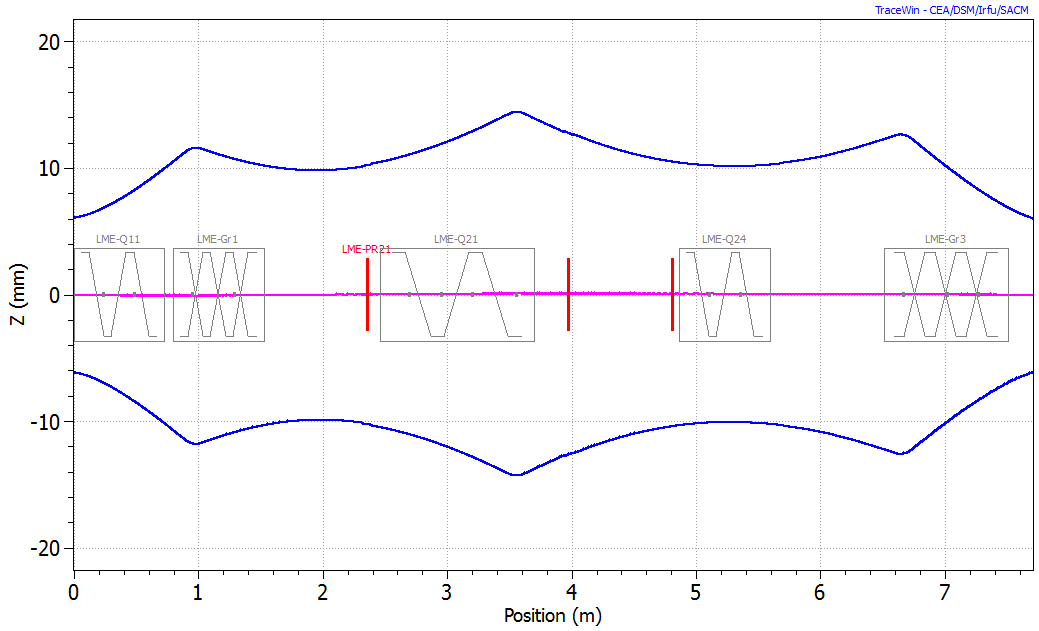 TraceWin - CEA/DSM/Irfu/SACM
20
10
0
-10
-20
Z (mm)
LME-Q11
LME-Gr1
LME-PR21
LME-Q21
LME-Q24
LME-Gr3
0 1 2 3 4 5 6 7
Position (m)